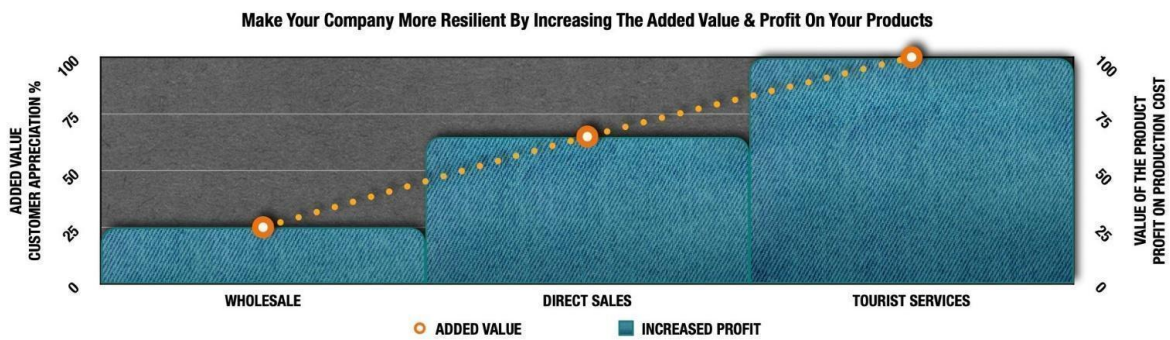 Make Your Company More Resilient By Increasing The Added Value & Profit On Your Products
ADDED VALUE
CUSTOMER APPRECIATION %
100
75
50
25
0
100
75
50
25
0
VALUE OF THE PRODUCT
PROFIT ON PRODUCTION COST
WHOLESALE
DIRECT SALES
TOURIST SERVICES
ADDED VALUE
INCREASED PROFIT